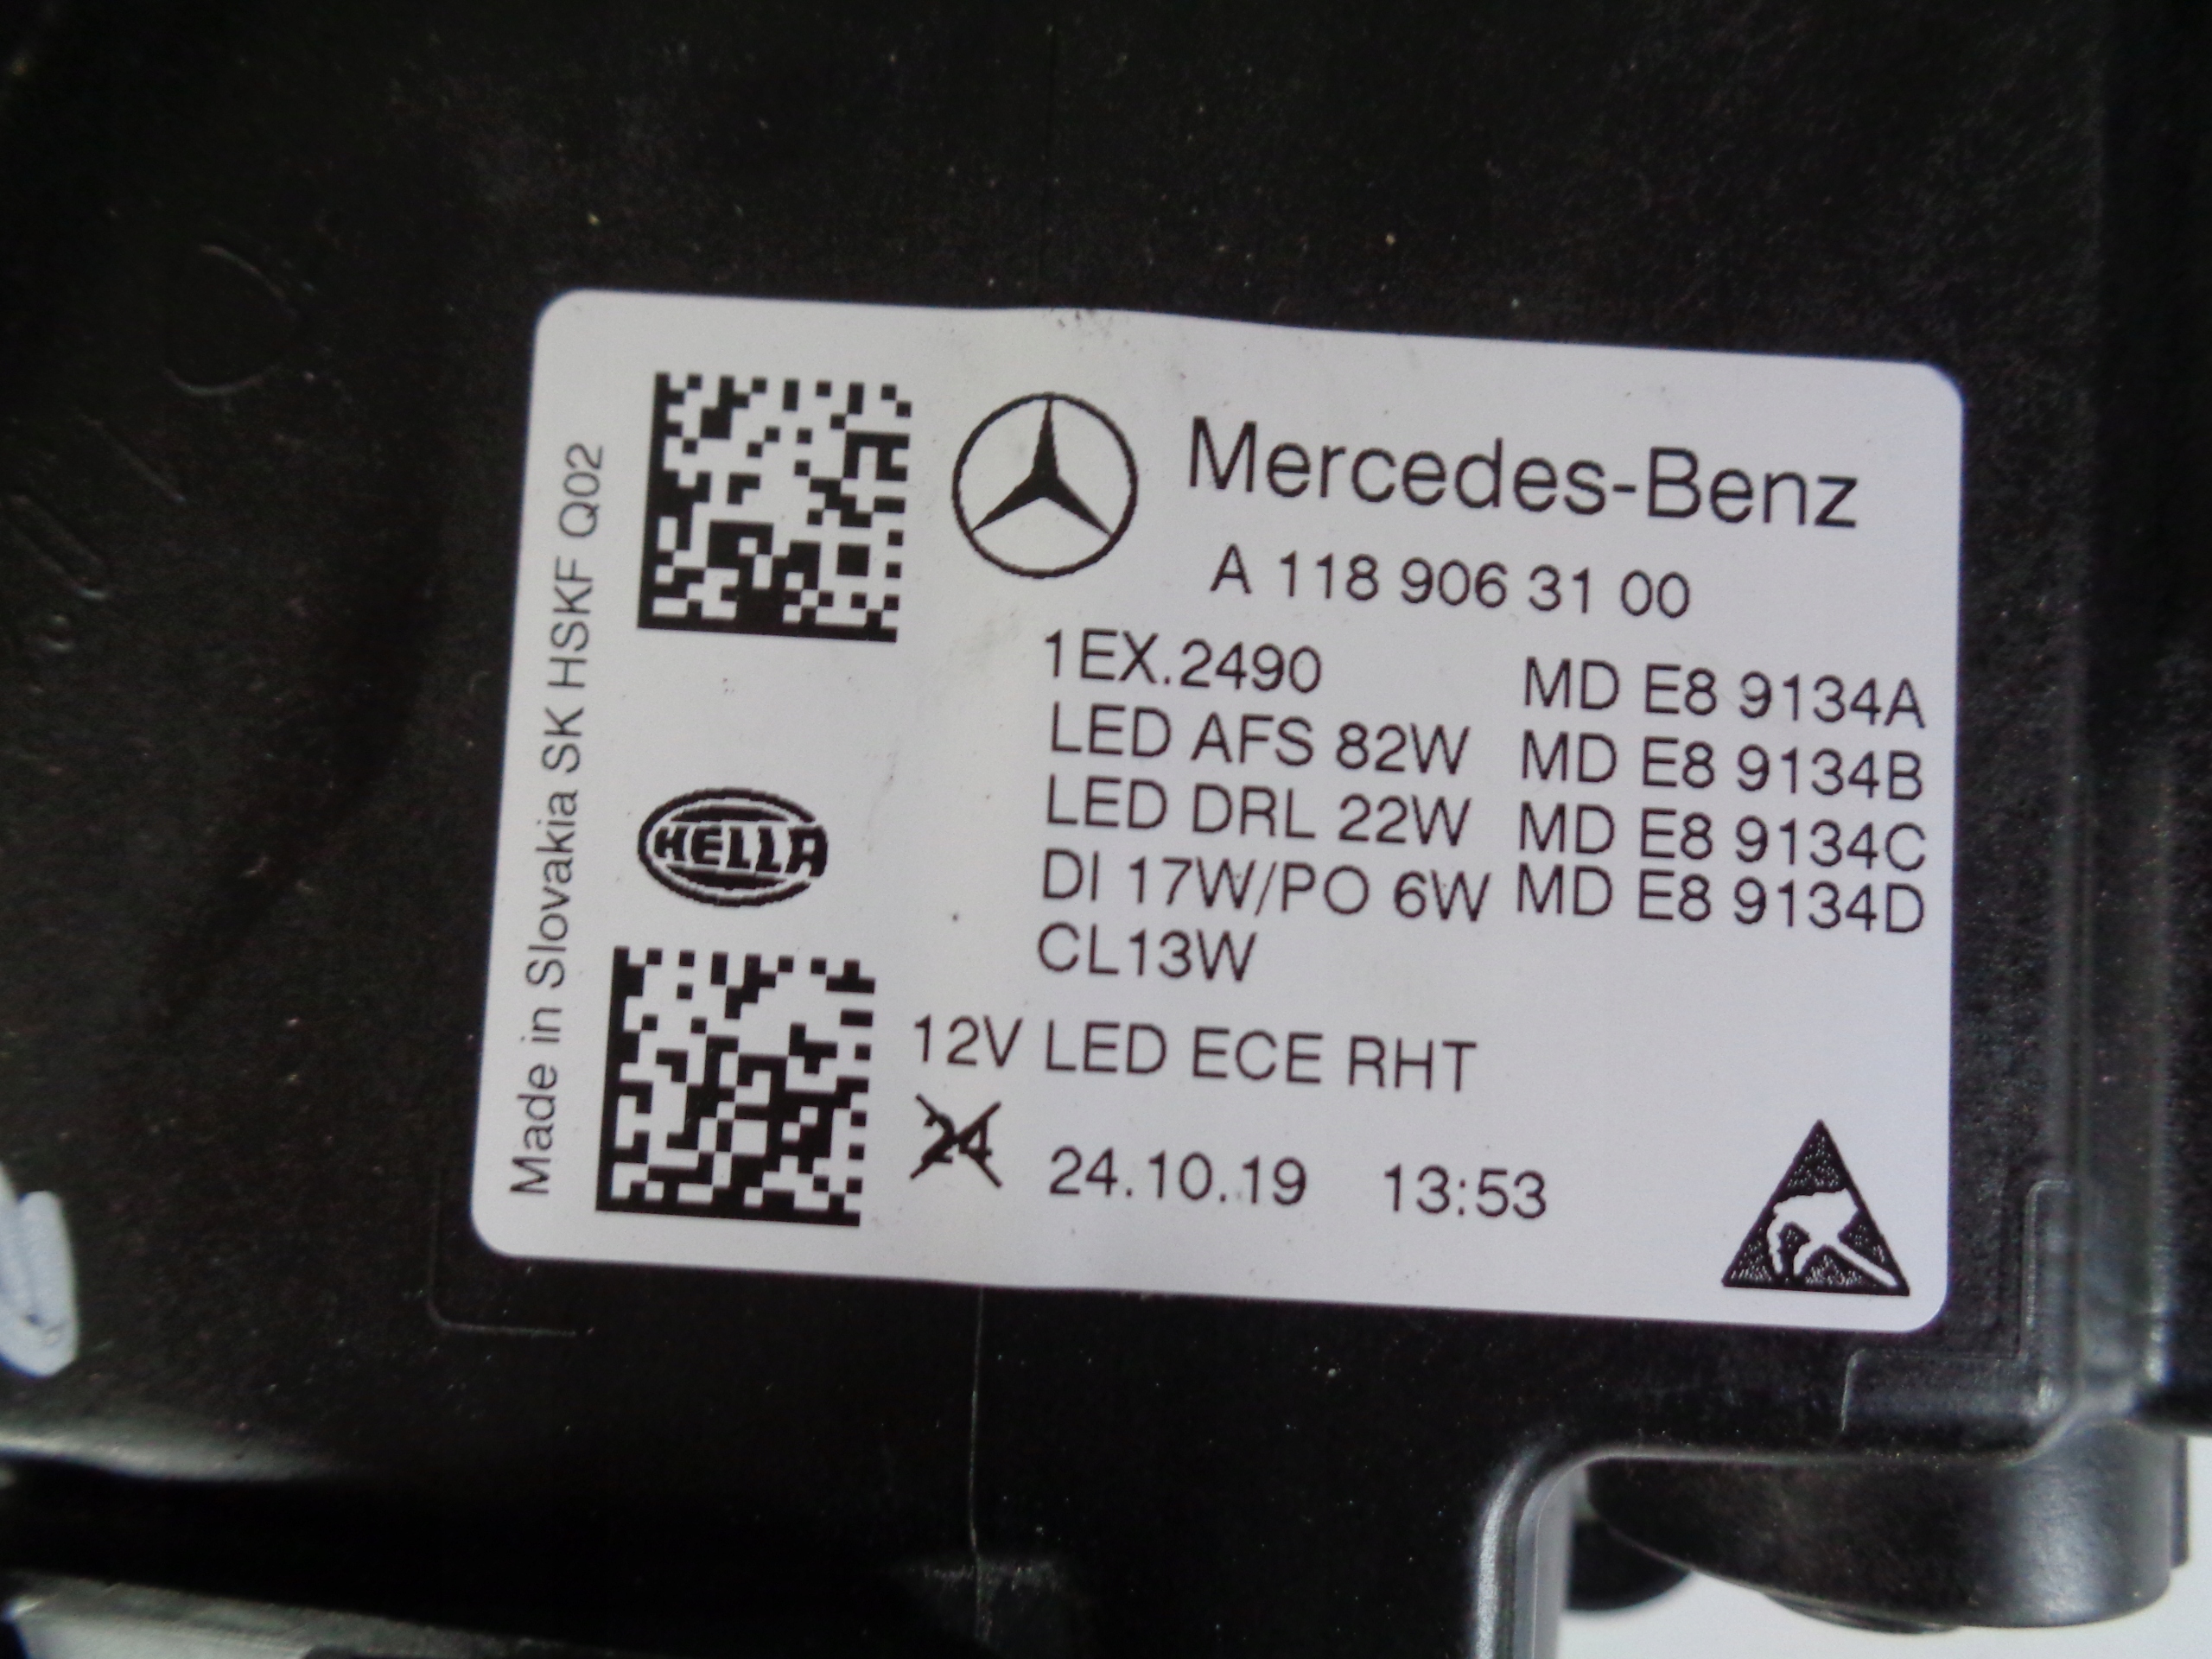 Made in Slovakia SK HSKF Q02
Mercedes-Benz
A 118 906 31 00
1EX.2490 MD E8 9134A
LED AFS 82W MD E8 9134B
LED DRL 22W MD E8 9134C
DI 17W/PO 6W MD E8 9134D
CL13W
HELLA
12V LED ECE RHT
24 24.10.19 13:53